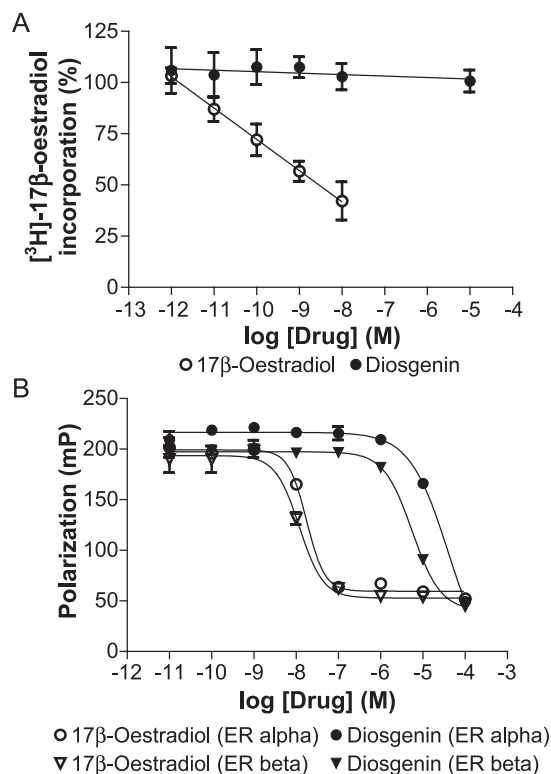 A
[³H]-17β-oestradiol
incorporation (%)
125
100
75
50
25
0
-13 -12 -11 -10 -9 -8 -7 -6 -5 -4
log [Drug] (M)
17β-Oestradiol Diosgenin
B
Polarization (mP)
250
200
150
100
50
0
-12 -11 -10 -9 -8 -7 -6 -5 -4 -3
log [Drug] (M)
17β-Oestradiol (ER alpha) Diosgenin (ER alpha)
17β-Oestradiol (ER beta) Diosgenin (ER beta)